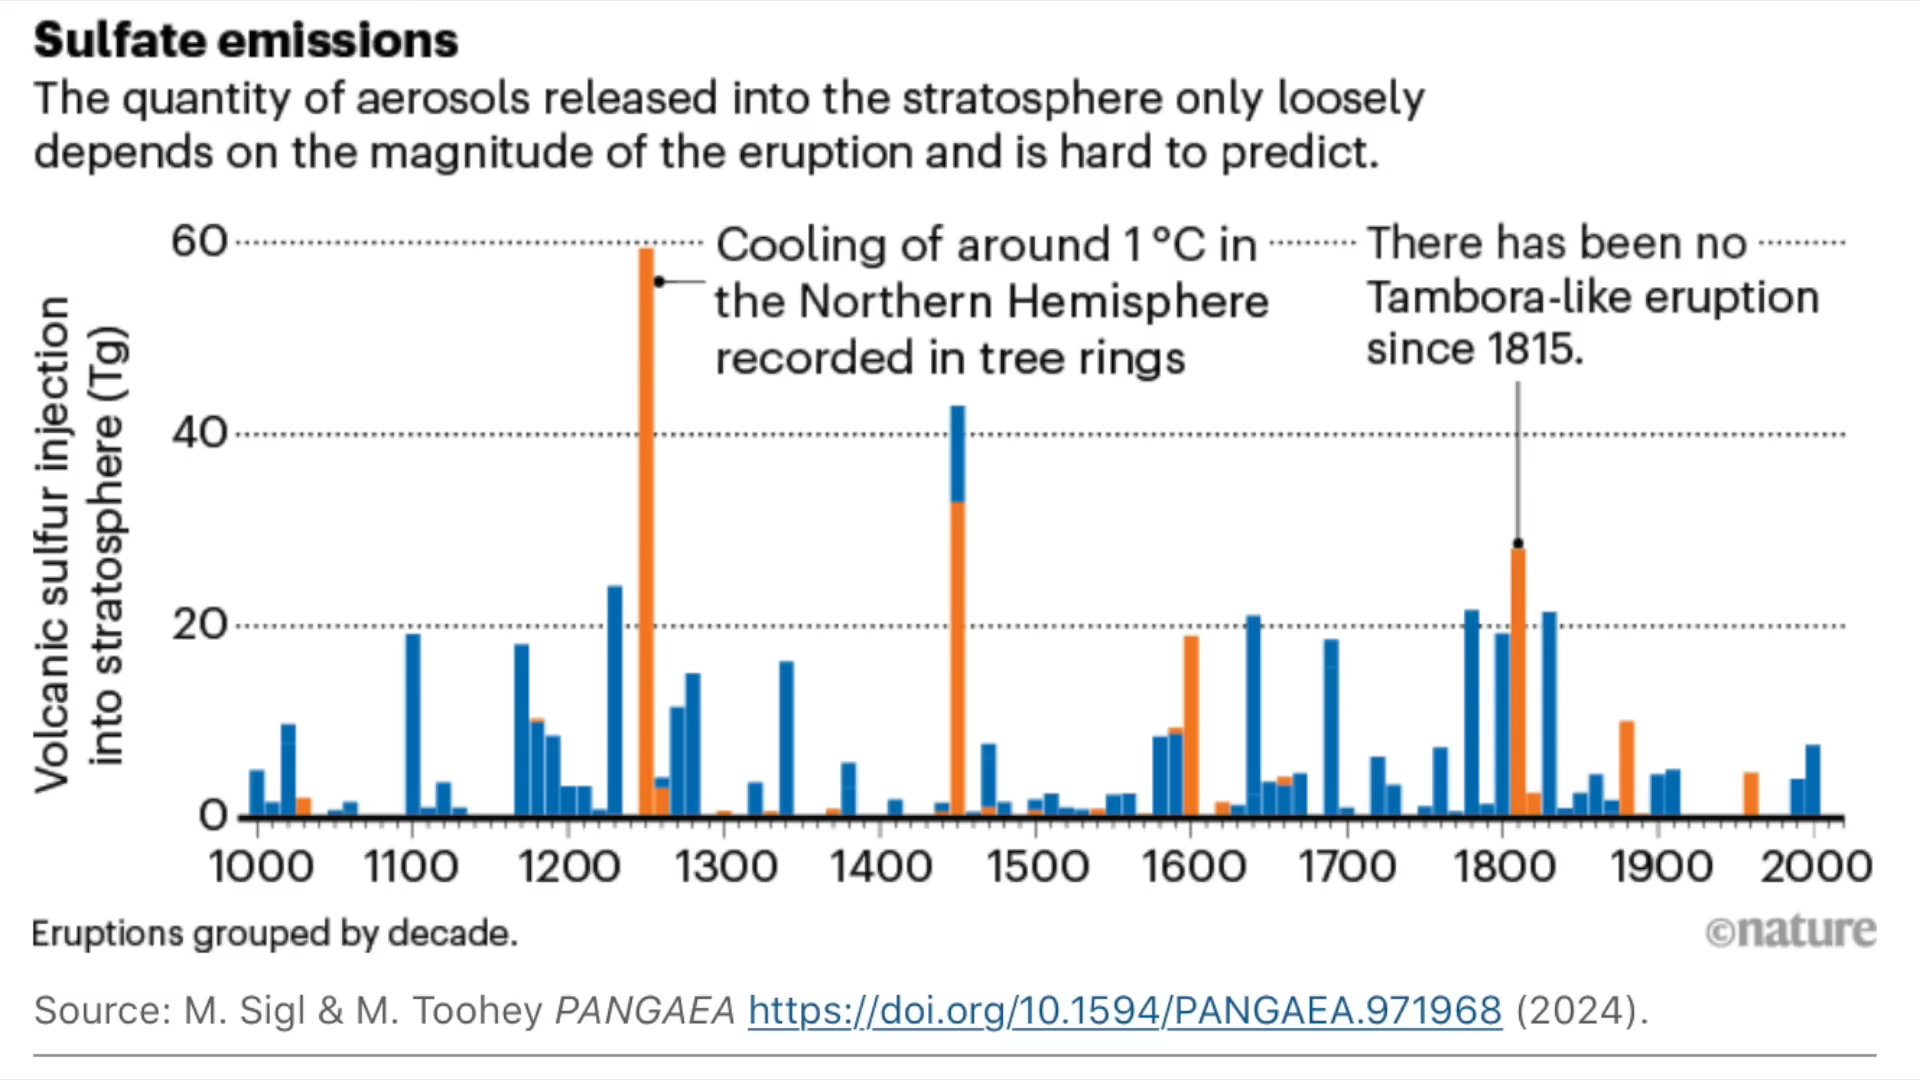 Sulfate emissions
The quantity of aerosols released into the stratosphere only loosely
depends on the magnitude of the eruption and is hard to predict.
Volcanic sulfur injection
into stratosphere (Tg)
60
40
20
0
Cooling of around 1 °C in
the Northern Hemisphere
recorded in tree rings
There has been no
Tambora-like eruption
since 1815.
1000 1100 1200 1300 1400 1500 1600 1700 1800 1900 2000
Eruptions grouped by decade.
©nature
Source: M. Sigl & M. Toohey PANGAEA https://doi.org/10.1594/PANGAEA.971968 (2024).